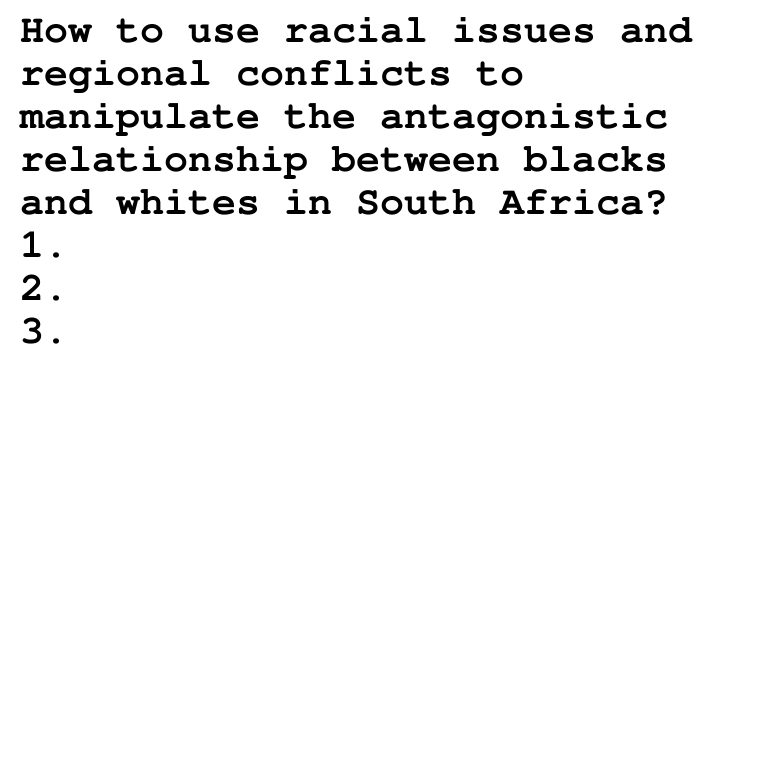 How to use racial issues and
regional conflicts to
manipulate the antagonistic
relationship between blacks
and whites in South Africa?
1.
2.
3.